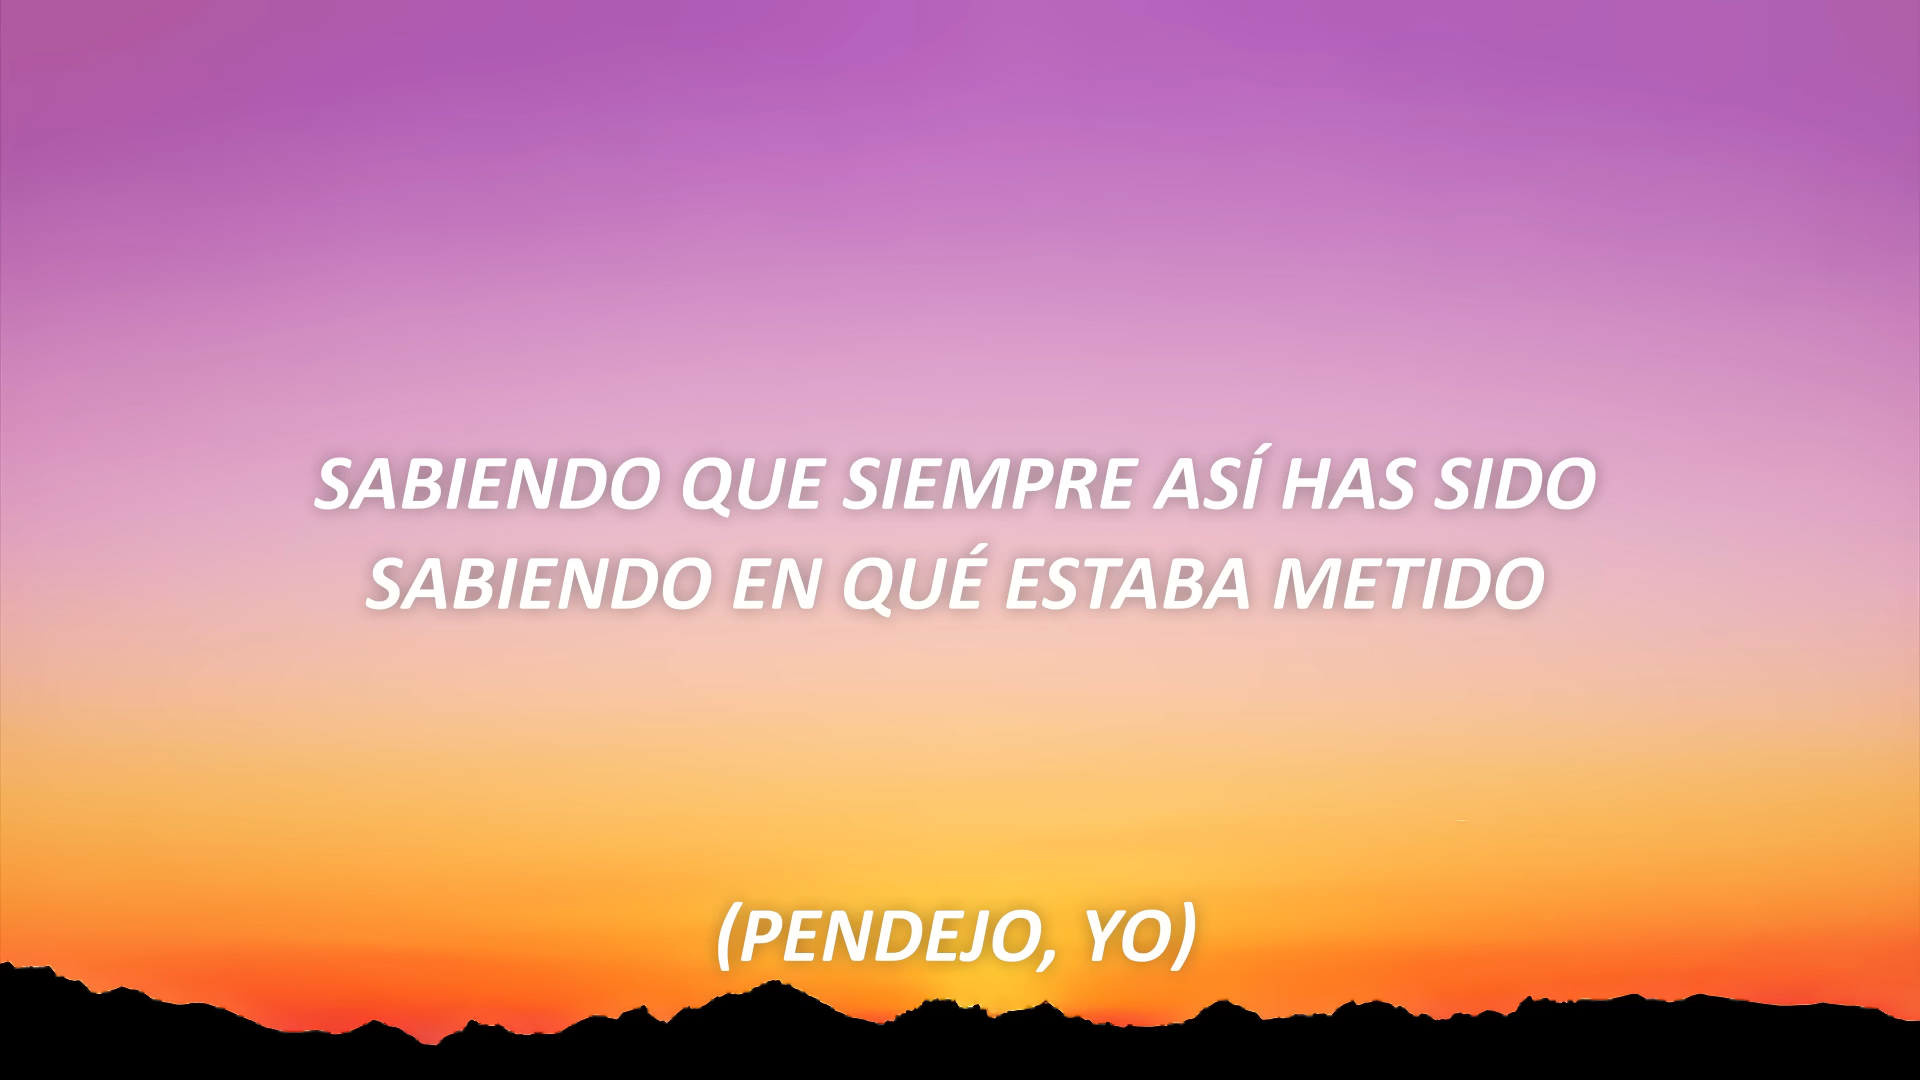 SABIENDO QUE SIEMPRE ASÍ HAS SIDO
SABIENDO EN QUÉ ESTABA METIDO
(PENDEJO, YO)